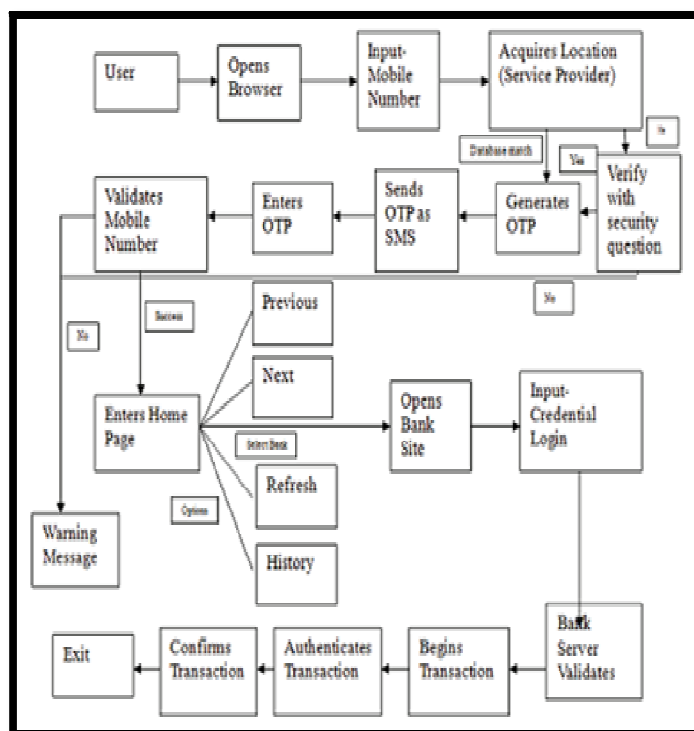 User
Opens
Browser
Input-
Mobile
Number
Acquires Location
(Service Provider)
Database match
Yes
Validates
Mobile
Number
Enters
OTP
Sends
OTP as
SMS
Generates
OTP
Verify
with
security
question
No
Success
No
Previous
Next
Enters Home
Page
Select Bank
Opens
Bank
Site
Input-
Credential
Login
Options
Refresh
History
Warning
Message
Exit
Confirms
Transaction
Authenticates
Transaction
Begins
Transaction
Bank
Server
Validates